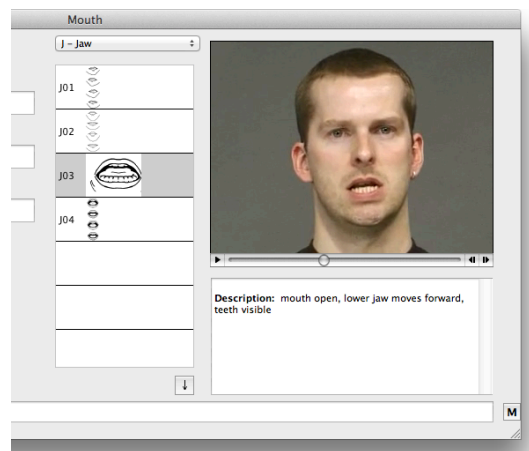 Mouth
J – Jaw
J01
J02
J03
J04
Description: mouth open, lower jaw moves forward,
teeth visible
M